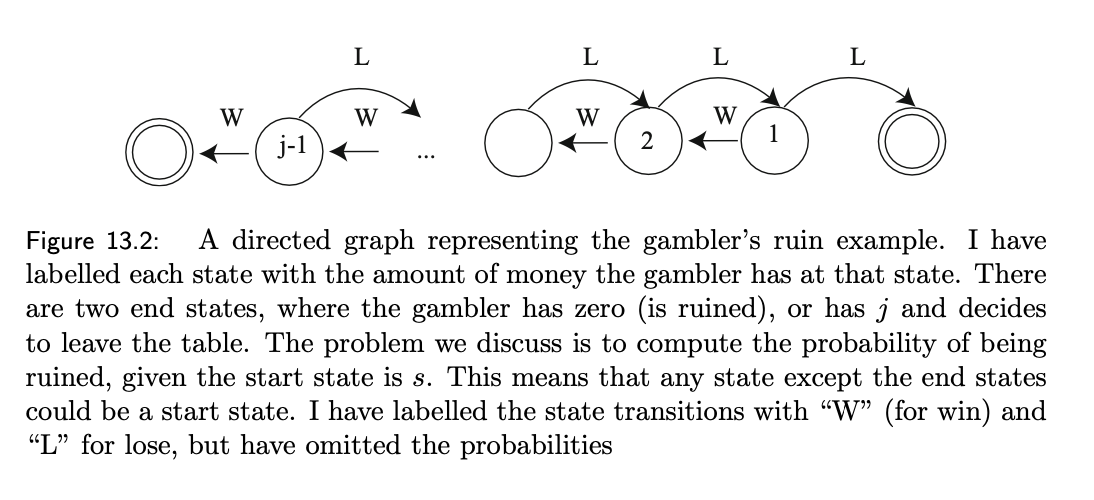 L L L L
W W W W
j-1 ... 2 1
Figure 13.2: A directed graph representing the gambler's ruin example. I have
labelled each state with the amount of money the gambler has at that state. There
are two end states, where the gambler has zero (is ruined), or has j and decides
to leave the table. The problem we discuss is to compute the probability of being
ruined, given the start state is s. This means that any state except the end states
could be a start state. I have labelled the state transitions with “W” (for win) and
“L” for lose, but have omitted the probabilities